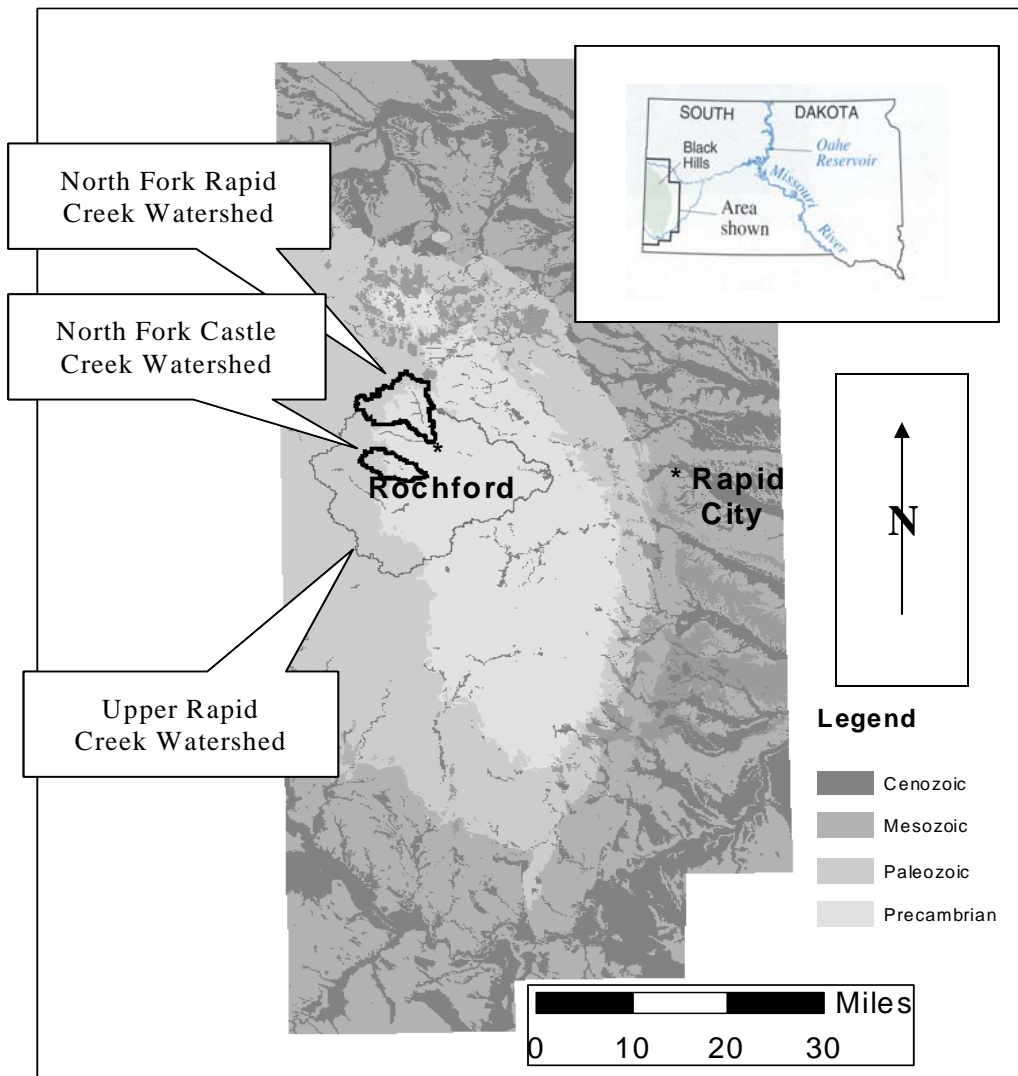 SOUTH DAKOTA
Black
Hills
Oahe
Reservoir
Missouri
River
Area
shown
North Fork Rapid
Creek Watershed
North Fork Castle
Creek Watershed
*
Rochford
* Rapid
City
N
Upper Rapid
Creek Watershed
Legend
Cenozoic
Mesozoic
Paleozoic
Precambrian
Miles
0 10 20 30